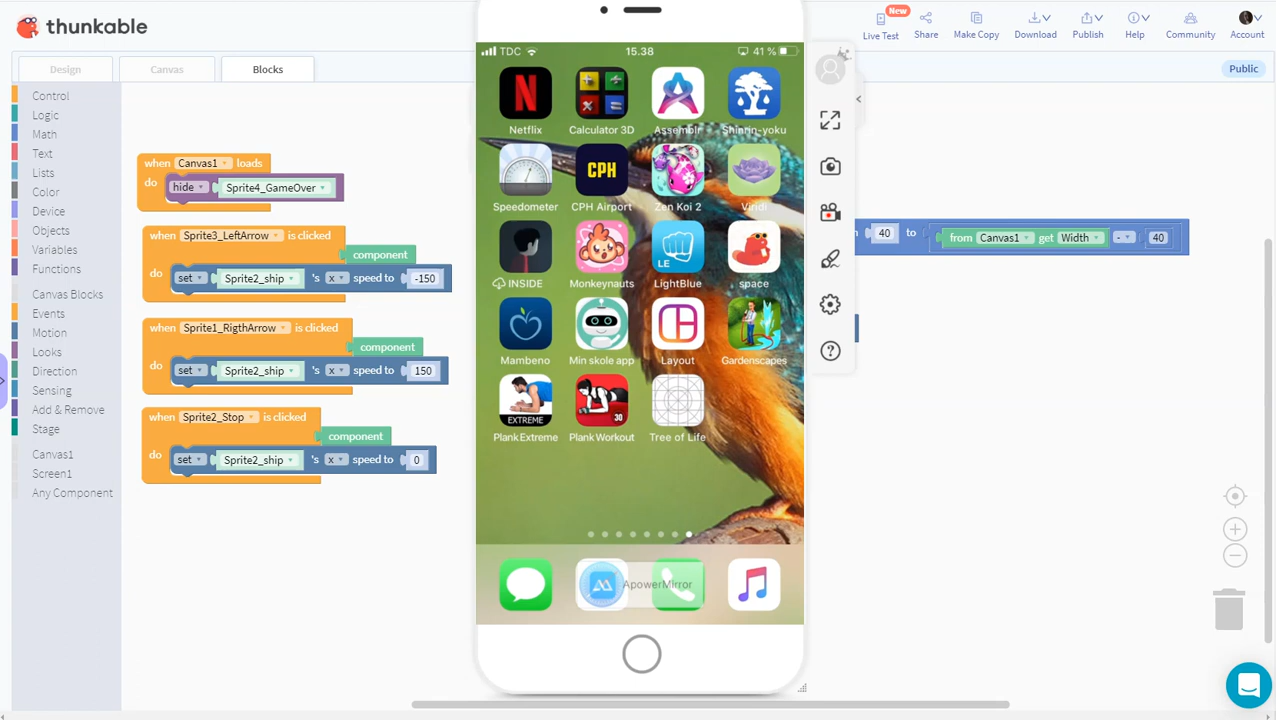 thunkable
New
Live Test
Share
Make Copy
Download
Publish
Help
Community
Account
Design
Canvas
Blocks
Public
Control
Math
Text
Lists
Color
Device
Objects
Variables
Functions
Canvas Blocks
Events
Motion
Looks
Direction
Sensing
Add & Remove
Stage
Canvas1
Screen1
Any Component
when Canvas1 loads
do hide Sprite4_GameOver
when Sprite3_LeftArrow is clicked
component
do set Sprite2_ship 's x speed to -150
when Sprite1_RigthArrow is clicked
component
do set Sprite2_ship 's x speed to 150
when Sprite2_Stop is clicked
component
do set Sprite2_ship 's x speed to 0
40 to from Canvas1 get Width - 40
TDC 15.38 41 %
Netflix
Calculator 3D
Assemblr
Shinrin-yoku
Speedometer
CPH
CPH Airport
Zen Koi 2
Vindi
INSIDE
Monkeynauts
LE
LightBlue
space
Mambeno
Min skole app
Layout
Gardenscapes
EXTREME
Plank Extreme
30
Plank Workout
Tree of Life
ApowerMirror